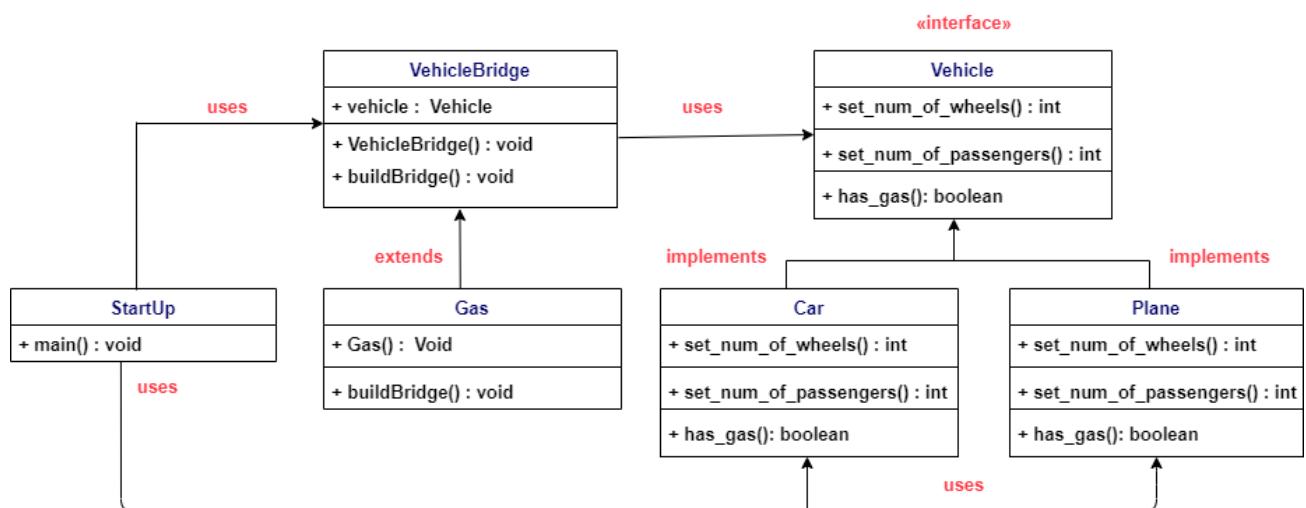 «interface»
VehicleBridge
+ vehicle : Vehicle
+ VehicleBridge() : void
+ buildBridge() : void
uses
uses
Vehicle
+ set_num_of_wheels() : int
+ set_num_of_passengers() : int
+ has_gas(): boolean
extends
implements
implements
StartUp
+ main() : void
uses
Gas
+ Gas() : Void
+ buildBridge() : void
Car
+ set_num_of_wheels() : int
+ set_num_of_passengers() : int
+ has_gas(): boolean
Plane
+ set_num_of_wheels() : int
+ set_num_of_passengers() : int
+ has_gas(): boolean
uses